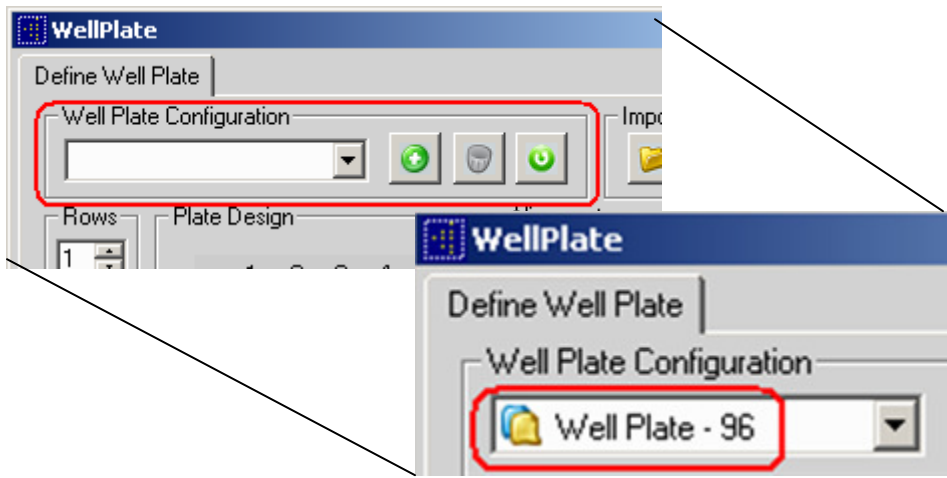 WellPlate
Define Well Plate
Well Plate Configuration
Rows
Plate Design
1
WellPlate
Define Well Plate
Well Plate Configuration
Well Plate - 96